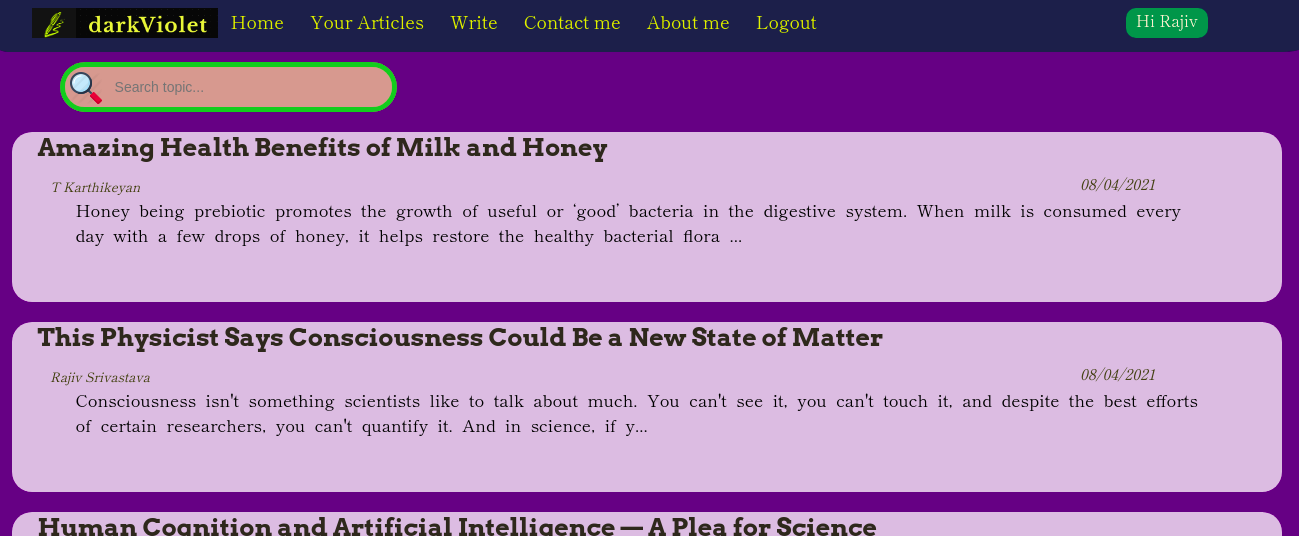 darkViolet Home Your Articles Write Contact me About me Logout Hi Rajiv
Search topic...
Amazing Health Benefits of Milk and Honey
T Karthikeyan 08/04/2021
Honey being prebiotic promotes the growth of useful or ‘good’ bacteria in the digestive system. When milk is consumed every
day with a few drops of honey, it helps restore the healthy bacterial flora ...
This Physicist Says Consciousness Could Be a New State of Matter
Rajiv Srivastava 08/04/2021
Consciousness isn't something scientists like to talk about much. You can't see it, you can't touch it, and despite the best efforts
of certain researchers, you can't quantify it. And in science, if y...
Human Cognition and Artificial Intelligence — A Plea for Science